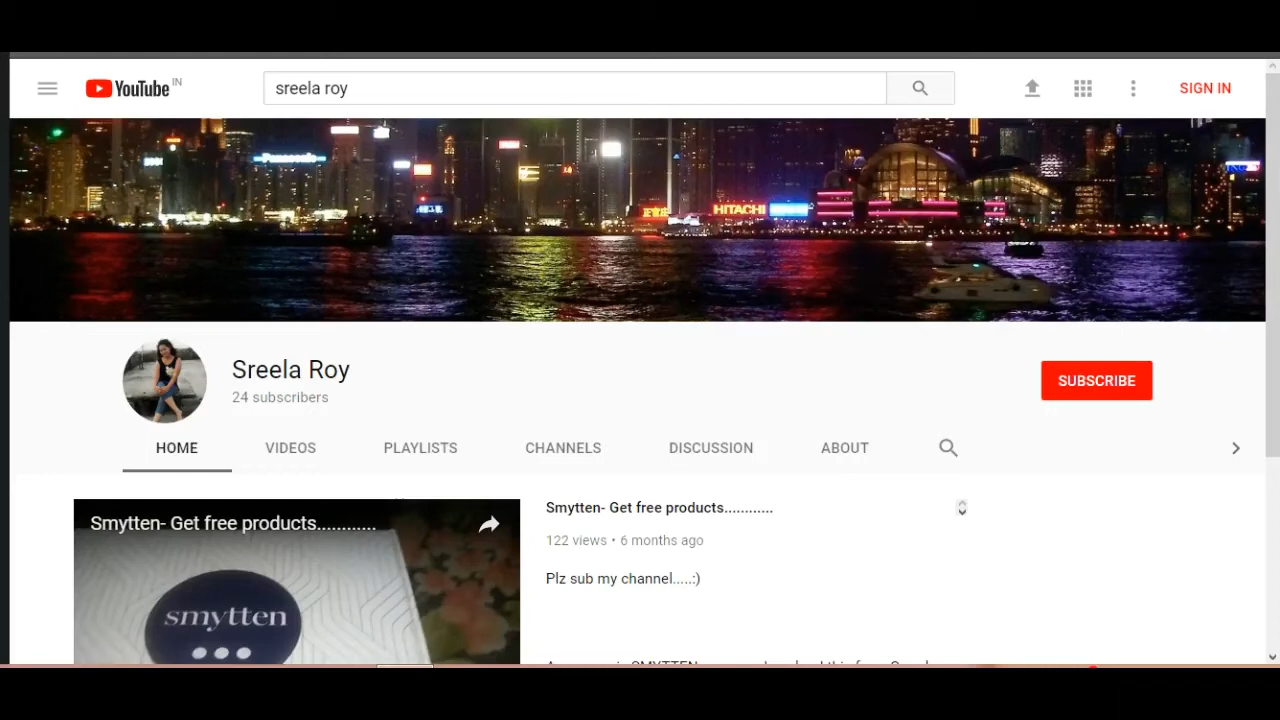 YouTube IN
sreela roy
SIGN IN
Panasonic
HITACHI
Sreela Roy
24 subscribers
SUBSCRIBE
HOME VIDEOS PLAYLISTS CHANNELS DISCUSSION ABOUT
Smytten- Get free products............
smytten
Smytten- Get free products............
122 views • 6 months ago
Plz sub my channel.....:)